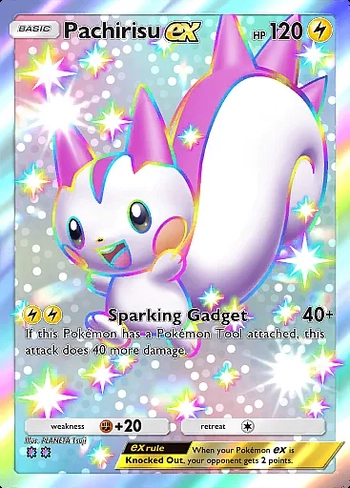 BASIC Pachirisu ex HP 120
Sparking Gadget 40+
If this Pokémon has a Pokémon Tool attached, this
attack does 40 more damage.
weakness +20 retreat
Illus. PLANETA Tsuji
ex rule When your Pokémon ex is
Knocked Out, your opponent gets 2 points.